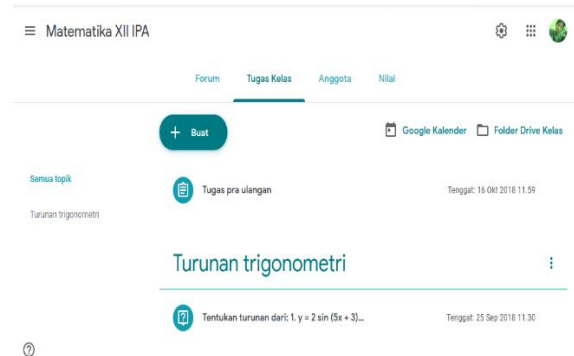 Matematika XII IPA
Forum Tugas Kelas Anggota Nilai
+ Buat Google Kalender Folder Drive Kelas
Semua topik
Turunan trigonometri
Tugas pra ulangan Tenggat: 16 Okt 2018 11.59
Turunan trigonometri
Tentukan turunan dari: 1. y = 2 sin (5x + 3)... Tenggat: 25 Sep 2018 11.30